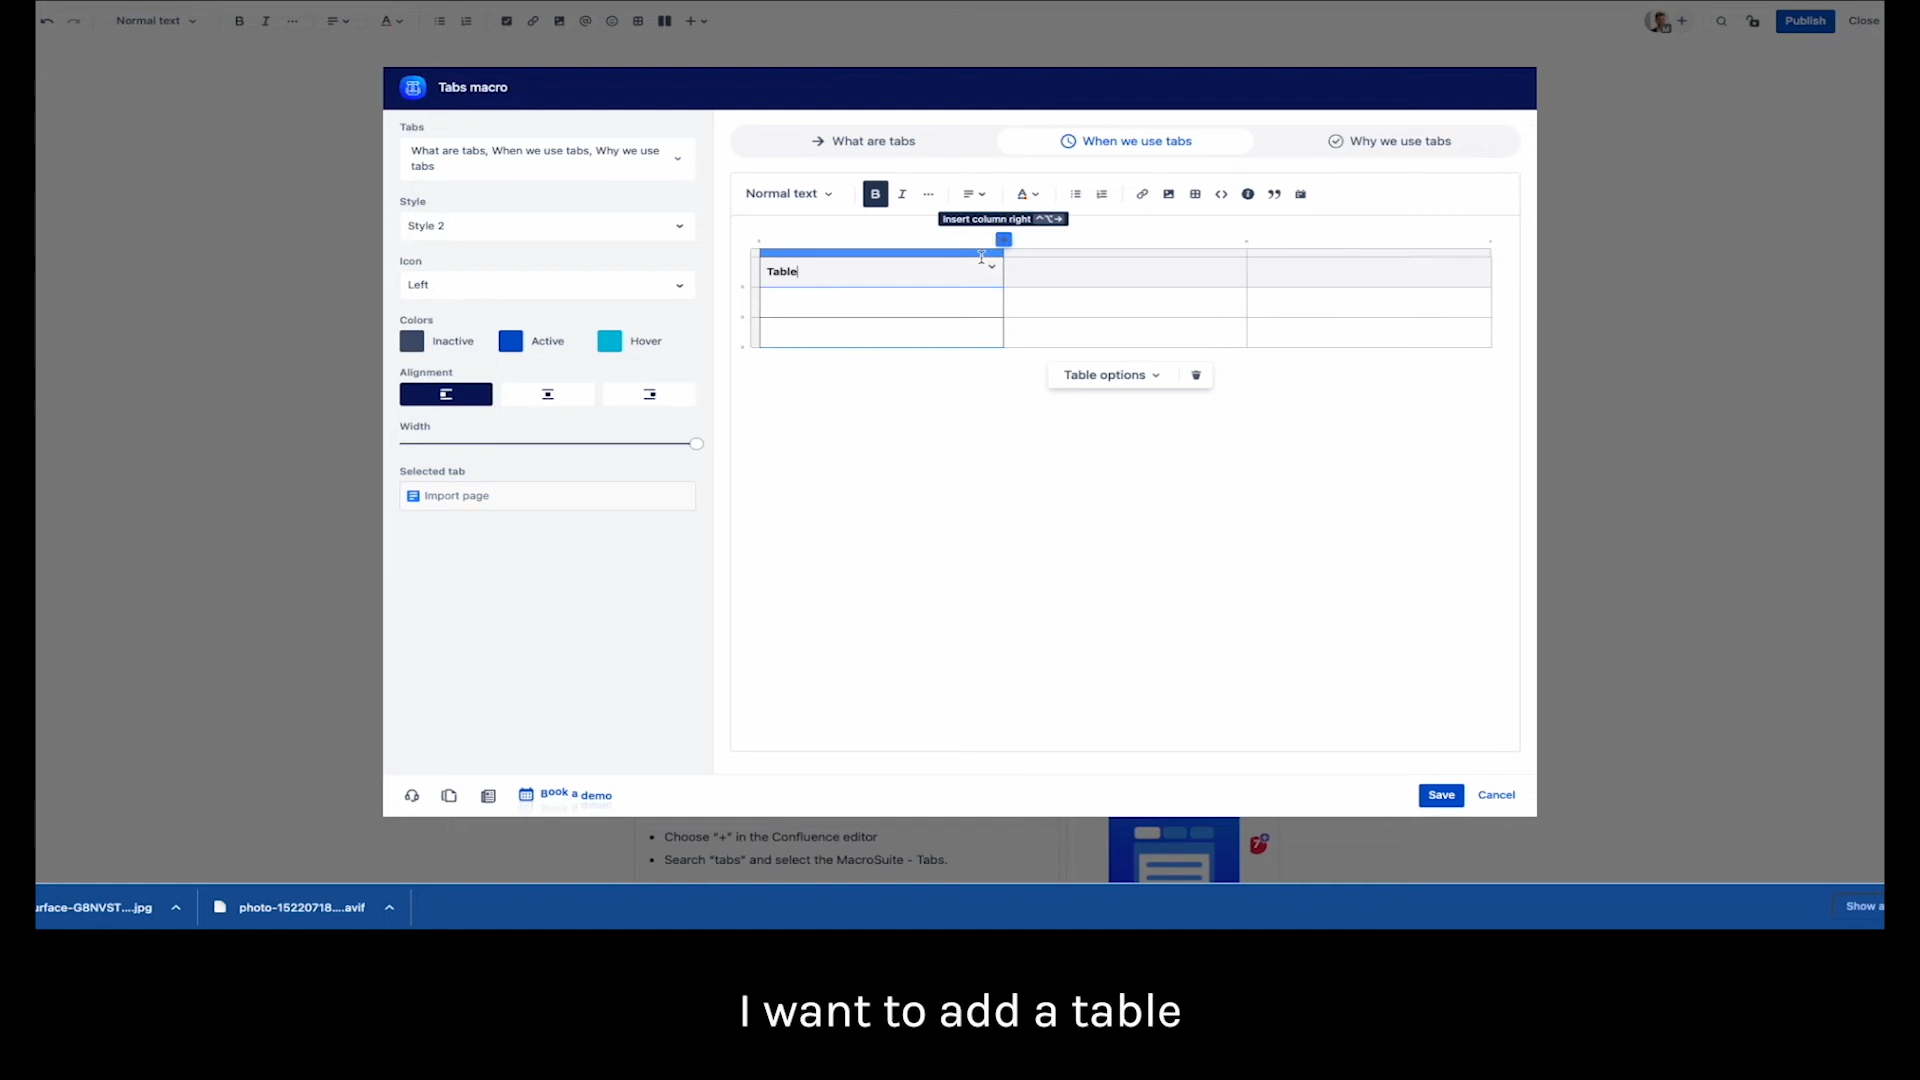 Normal text
Publish
Close
Tabs macro
Tabs
What are tabs, When we use tabs, Why we use
tabs
Style
Style 2
Icon
Left
Colors
Inactive
Active
Hover
Alignment
Width
Selected tab
Import page
What are tabs
When we use tabs
Why we use tabs
Normal text
Insert column right ^⌥→
Table
Table options
Book a demo
Save
Cancel
• Choose “+” in the Confluence editor
• Search “tabs” and select the MacroSuite - Tabs.
urface-G8NVST....jpg
photo-15220718....avif
Show a
I want to add a table